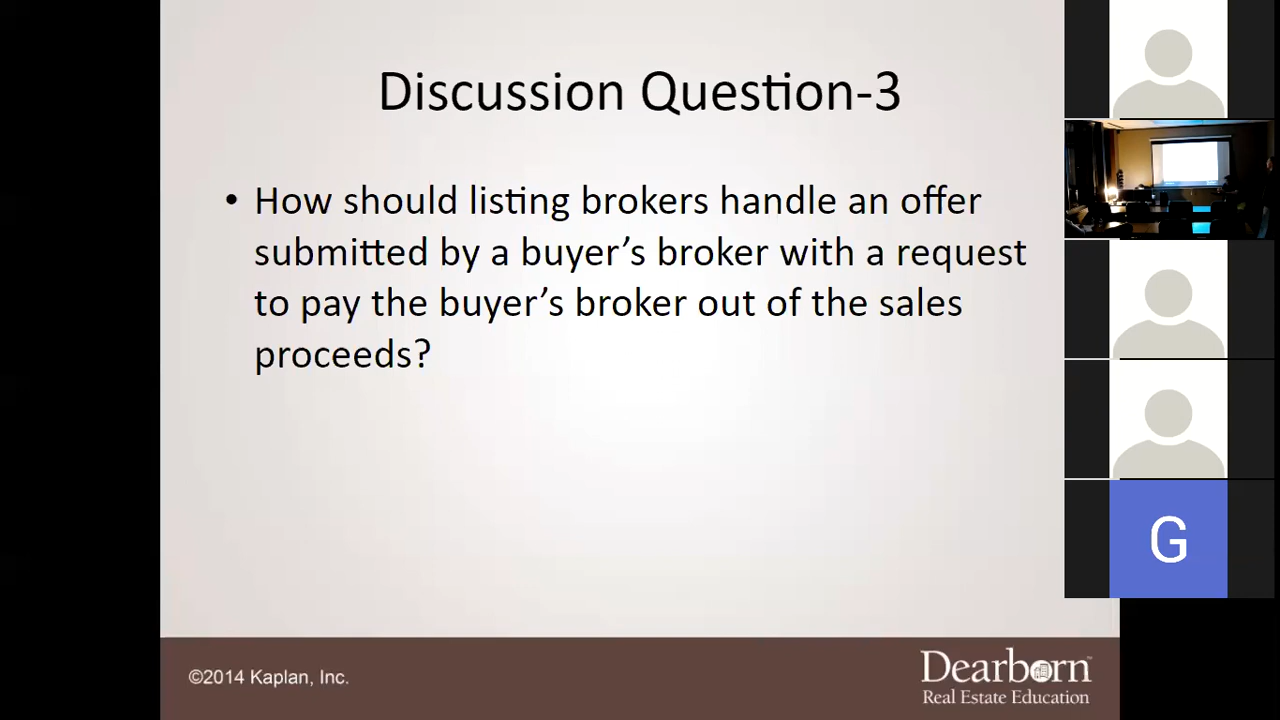 Discussion Question-3
• How should listing brokers handle an offer
submitted by a buyer’s broker with a request
to pay the buyer’s broker out of the sales
proceeds?
G
©2014 Kaplan, Inc.
Dearborn™
Real Estate Education